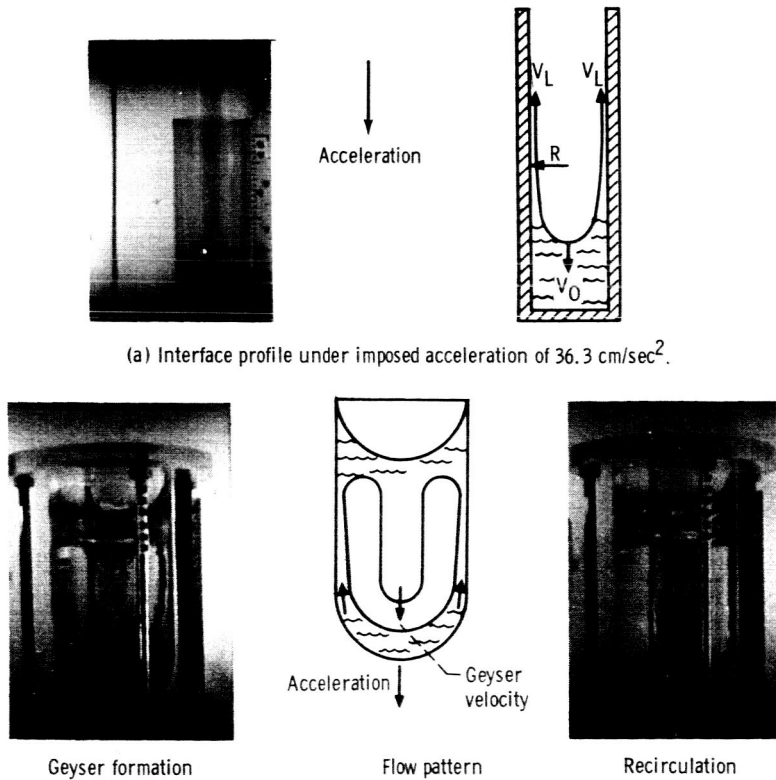 Acceleration
V_L V_L
R
V_O
(a) Interface profile under imposed acceleration of 36.3 cm/sec².
Acceleration
Geyser
velocity
Geyser formation Flow pattern Recirculation